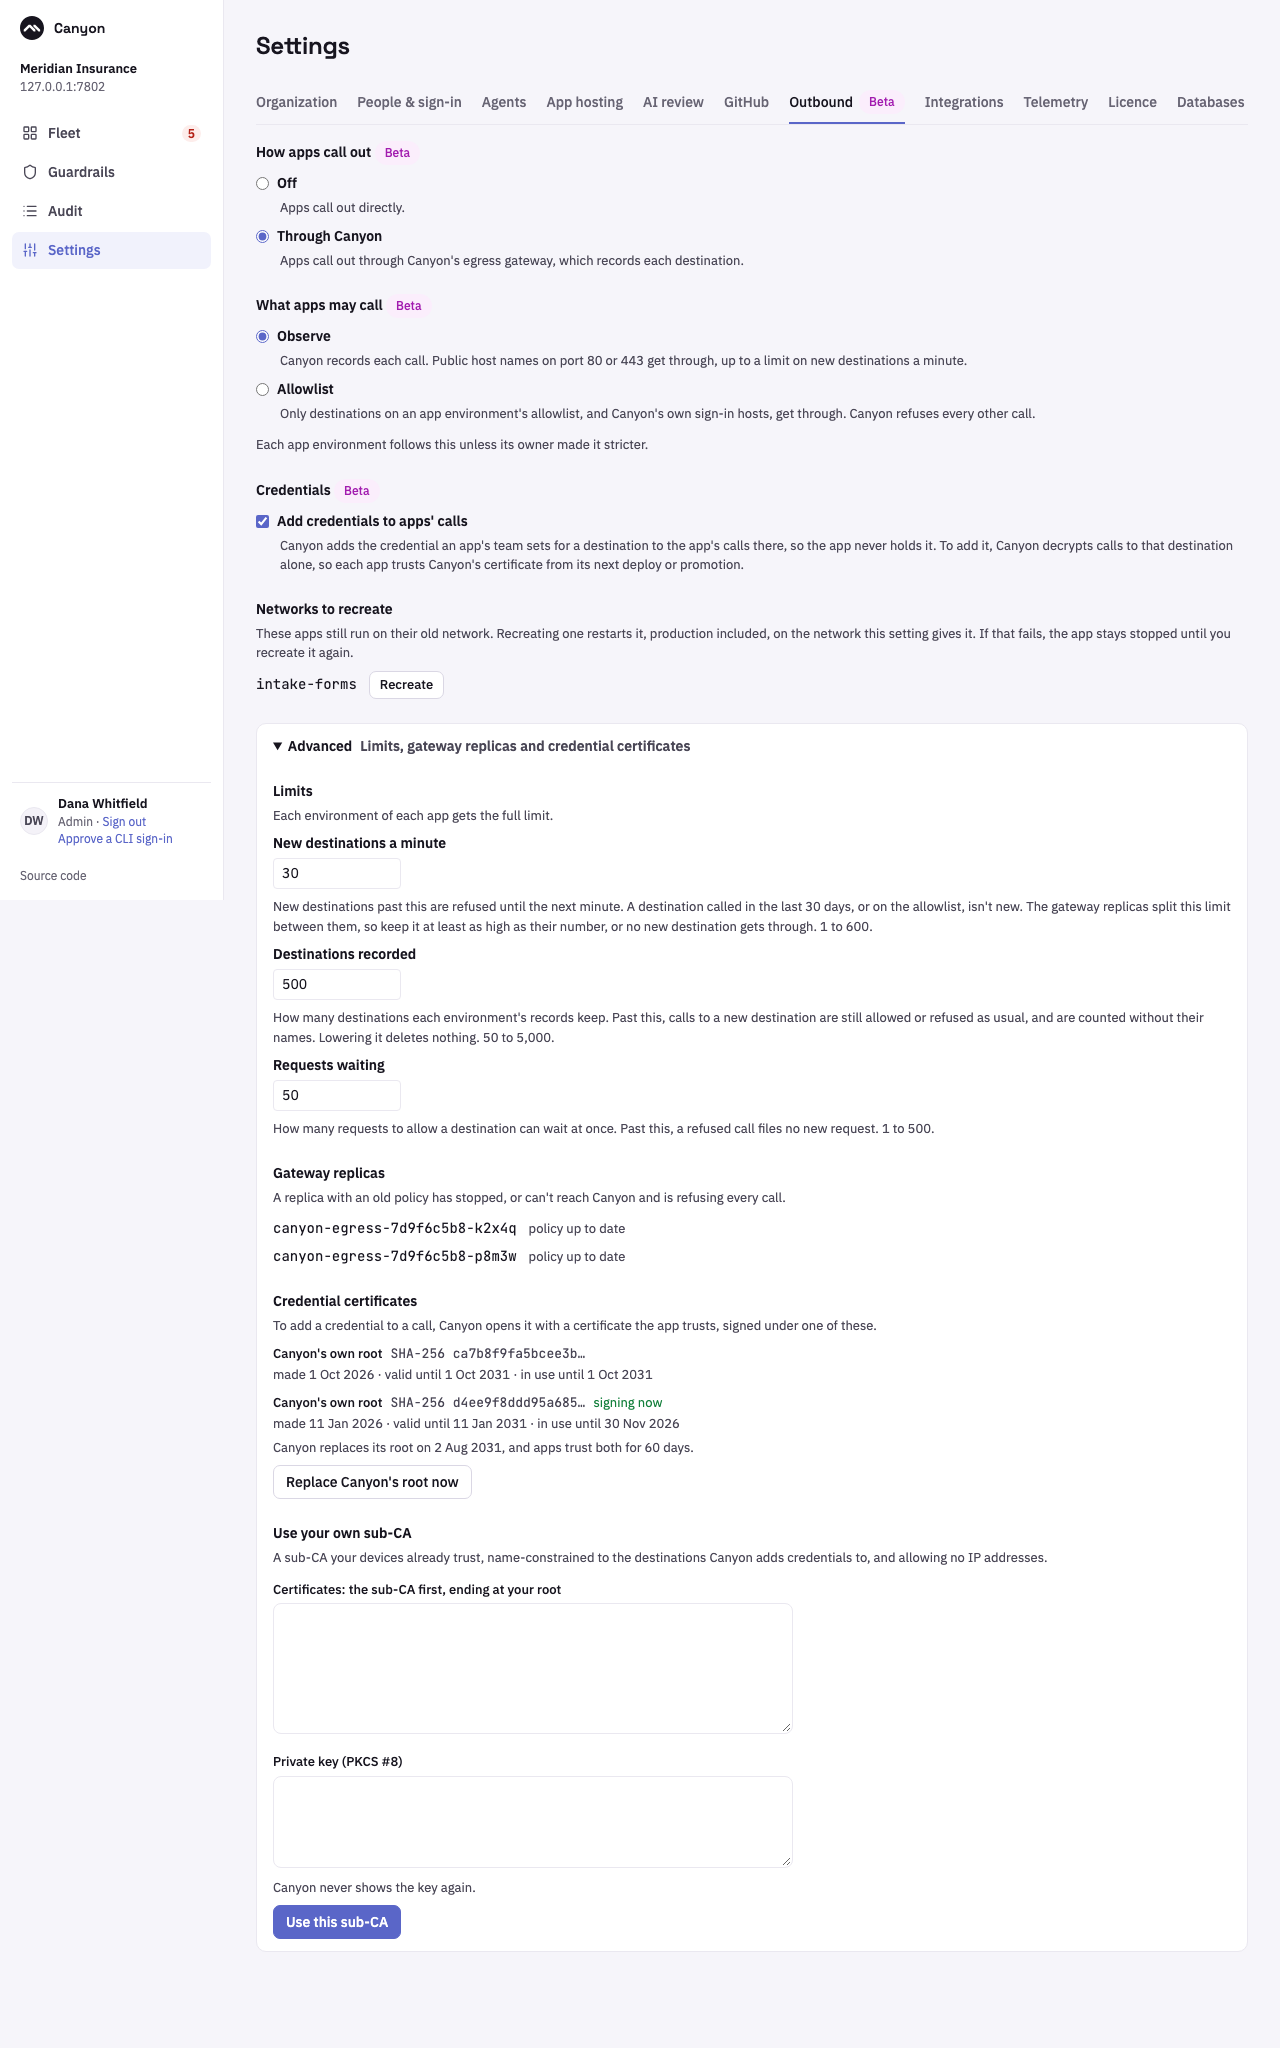 Canyon
Meridian Insurance
127.0.0.1:7802
Fleet 5
Guardrails
Audit
Settings
Dana Whitfield
DW
Admin · Sign out
Approve a CLI sign-in
Source code
Settings
Organization People & sign-in Agents App hosting AI review GitHub Outbound Beta Integrations Telemetry Licence Databases
How apps call out Beta
Off
Apps call out directly.
Through Canyon
Apps call out through Canyon's egress gateway, which records each destination.
What apps may call Beta
Observe
Canyon records each call. Public host names on port 80 or 443 get through, up to a limit on new destinations a minute.
Allowlist
Only destinations on an app environment's allowlist, and Canyon's own sign-in hosts, get through. Canyon refuses every other call.
Each app environment follows this unless its owner made it stricter.
Credentials Beta
Add credentials to apps' calls
Canyon adds the credential an app's team sets for a destination to the app's calls there, so the app never holds it. To add it, Canyon decrypts calls to that destination
alone, so each app trusts Canyon's certificate from its next deploy or promotion.
Networks to recreate
These apps still run on their old network. Recreating one restarts it, production included, on the network this setting gives it. If that fails, the app stays stopped until you
recreate it again.
intake-forms Recreate
Advanced Limits, gateway replicas and credential certificates
Limits
Each environment of each app gets the full limit.
New destinations a minute
30
New destinations past this are refused until the next minute. A destination called in the last 30 days, or on the allowlist, isn't new. The gateway replicas split this limit
between them, so keep it at least as high as their number, or no new destination gets through. 1 to 600.
Destinations recorded
500
How many destinations each environment's records keep. Past this, calls to a new destination are still allowed or refused as usual, and are counted without their
names. Lowering it deletes nothing. 50 to 5,000.
Requests waiting
50
How many requests to allow a destination can wait at once. Past this, a refused call files no new request. 1 to 500.
Gateway replicas
A replica with an old policy has stopped, or can't reach Canyon and is refusing every call.
canyon-egress-7d9f6c5b8-k2x4q policy up to date
canyon-egress-7d9f6c5b8-p8m3w policy up to date
Credential certificates
To add a credential to a call, Canyon opens it with a certificate the app trusts, signed under one of these.
Canyon's own root SHA-256 ca7b8f9fa5bcee3b…
made 1 Oct 2026 · valid until 1 Oct 2031 · in use until 1 Oct 2031
Canyon's own root SHA-256 d4ee9f8ddd95a685… signing now
made 11 Jan 2026 · valid until 11 Jan 2031 · in use until 30 Nov 2026
Canyon replaces its root on 2 Aug 2031, and apps trust both for 60 days.
Replace Canyon's root now
Use your own sub-CA
A sub-CA your devices already trust, name-constrained to the destinations Canyon adds credentials to, and allowing no IP addresses.
Certificates: the sub-CA first, ending at your root
Private key (PKCS #8)
Canyon never shows the key again.
Use this sub-CA